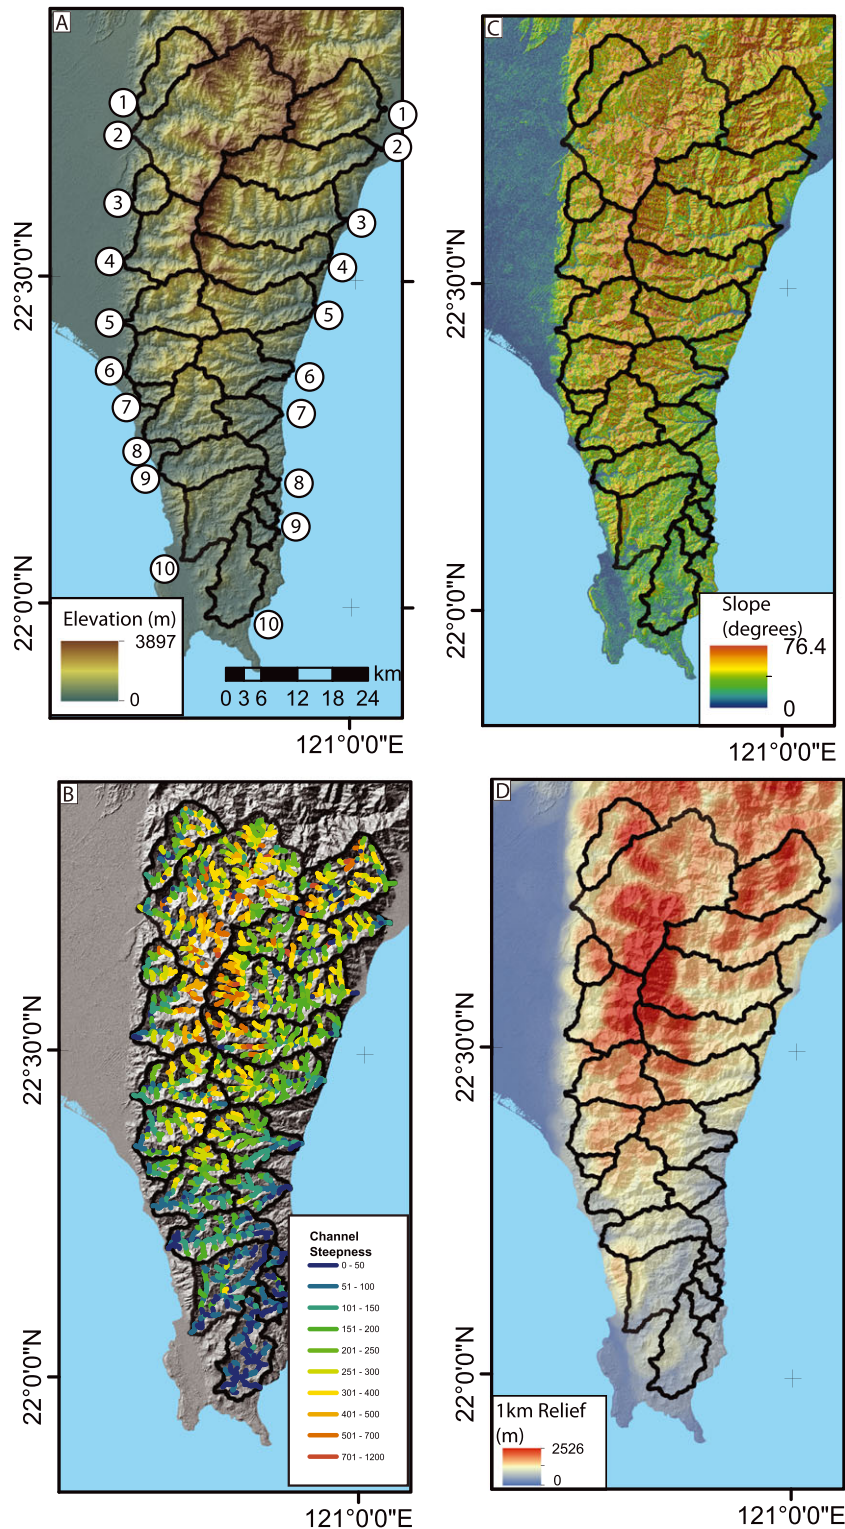 A
1
2
3
4
5
6
7
8
9
10
1
2
3
4
5
6
7
8
9
10
22°30'0"N
22°0'0"N
Elevation (m)
3897
0
km
0 3 6 12 18 24
121°0'0"E
C
22°30'0"N
22°0'0"N
Slope
(degrees)
76.4
0
121°0'0"E
B
22°30'0"N
22°0'0"N
Channel
Steepness
0 - 50
51 - 100
101 - 150
151 - 200
201 - 250
251 - 300
301 - 400
401 - 500
501 - 700
701 - 1200
121°0'0"E
D
22°30'0"N
22°0'0"N
1km Relief
(m)
2526
0
121°0'0"E